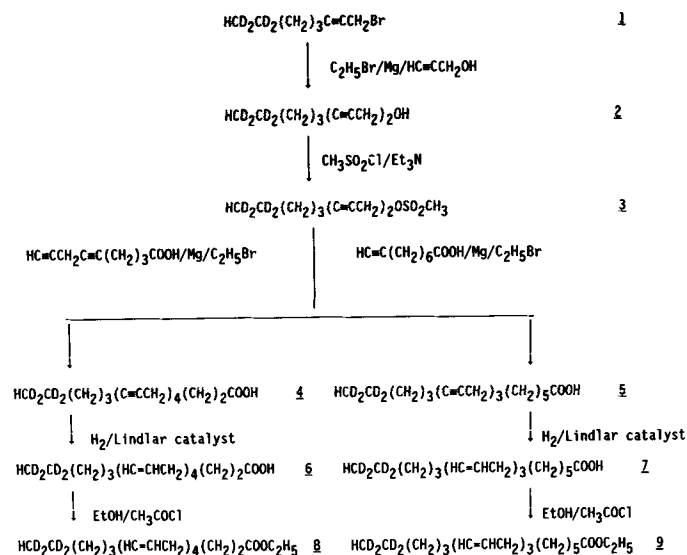 HCD₂CD₂(CH₂)₃C≡CCH₂Br 1
C₂H₅Br/Mg/HC≡CCH₂OH
HCD₂CD₂(CH₂)₃(C≡CCH₂)₂OH 2
CH₃SO₂Cl/Et₃N
HCD₂CD₂(CH₂)₃(C≡CCH₂)₂OSO₂CH₃ 3
HC≡CCH₂C≡C(CH₂)₃COOH/Mg/C₂H₅Br HC≡C(CH₂)₆COOH/Mg/C₂H₅Br
HCD₂CD₂(CH₂)₃(C≡CCH₂)₄(CH₂)₂COOH 4 HCD₂CD₂(CH₂)₃(C≡CCH₂)₃(CH₂)₅COOH 5
H₂/Lindlar catalyst H₂/Lindlar catalyst
HCD₂CD₂(CH₂)₃(HC=CHCH₂)₄(CH₂)₂COOH 6 HCD₂CD₂(CH₂)₃(HC=CHCH₂)₃(CH₂)₅COOH 7
EtOH/CH₃COCl EtOH/CH₃COCl
HCD₂CD₂(CH₂)₃(HC=CHCH₂)₄(CH₂)₂COOC₂H₅ 8 HCD₂CD₂(CH₂)₃(HC=CHCH₂)₃(CH₂)₅COOC₂H₅ 9